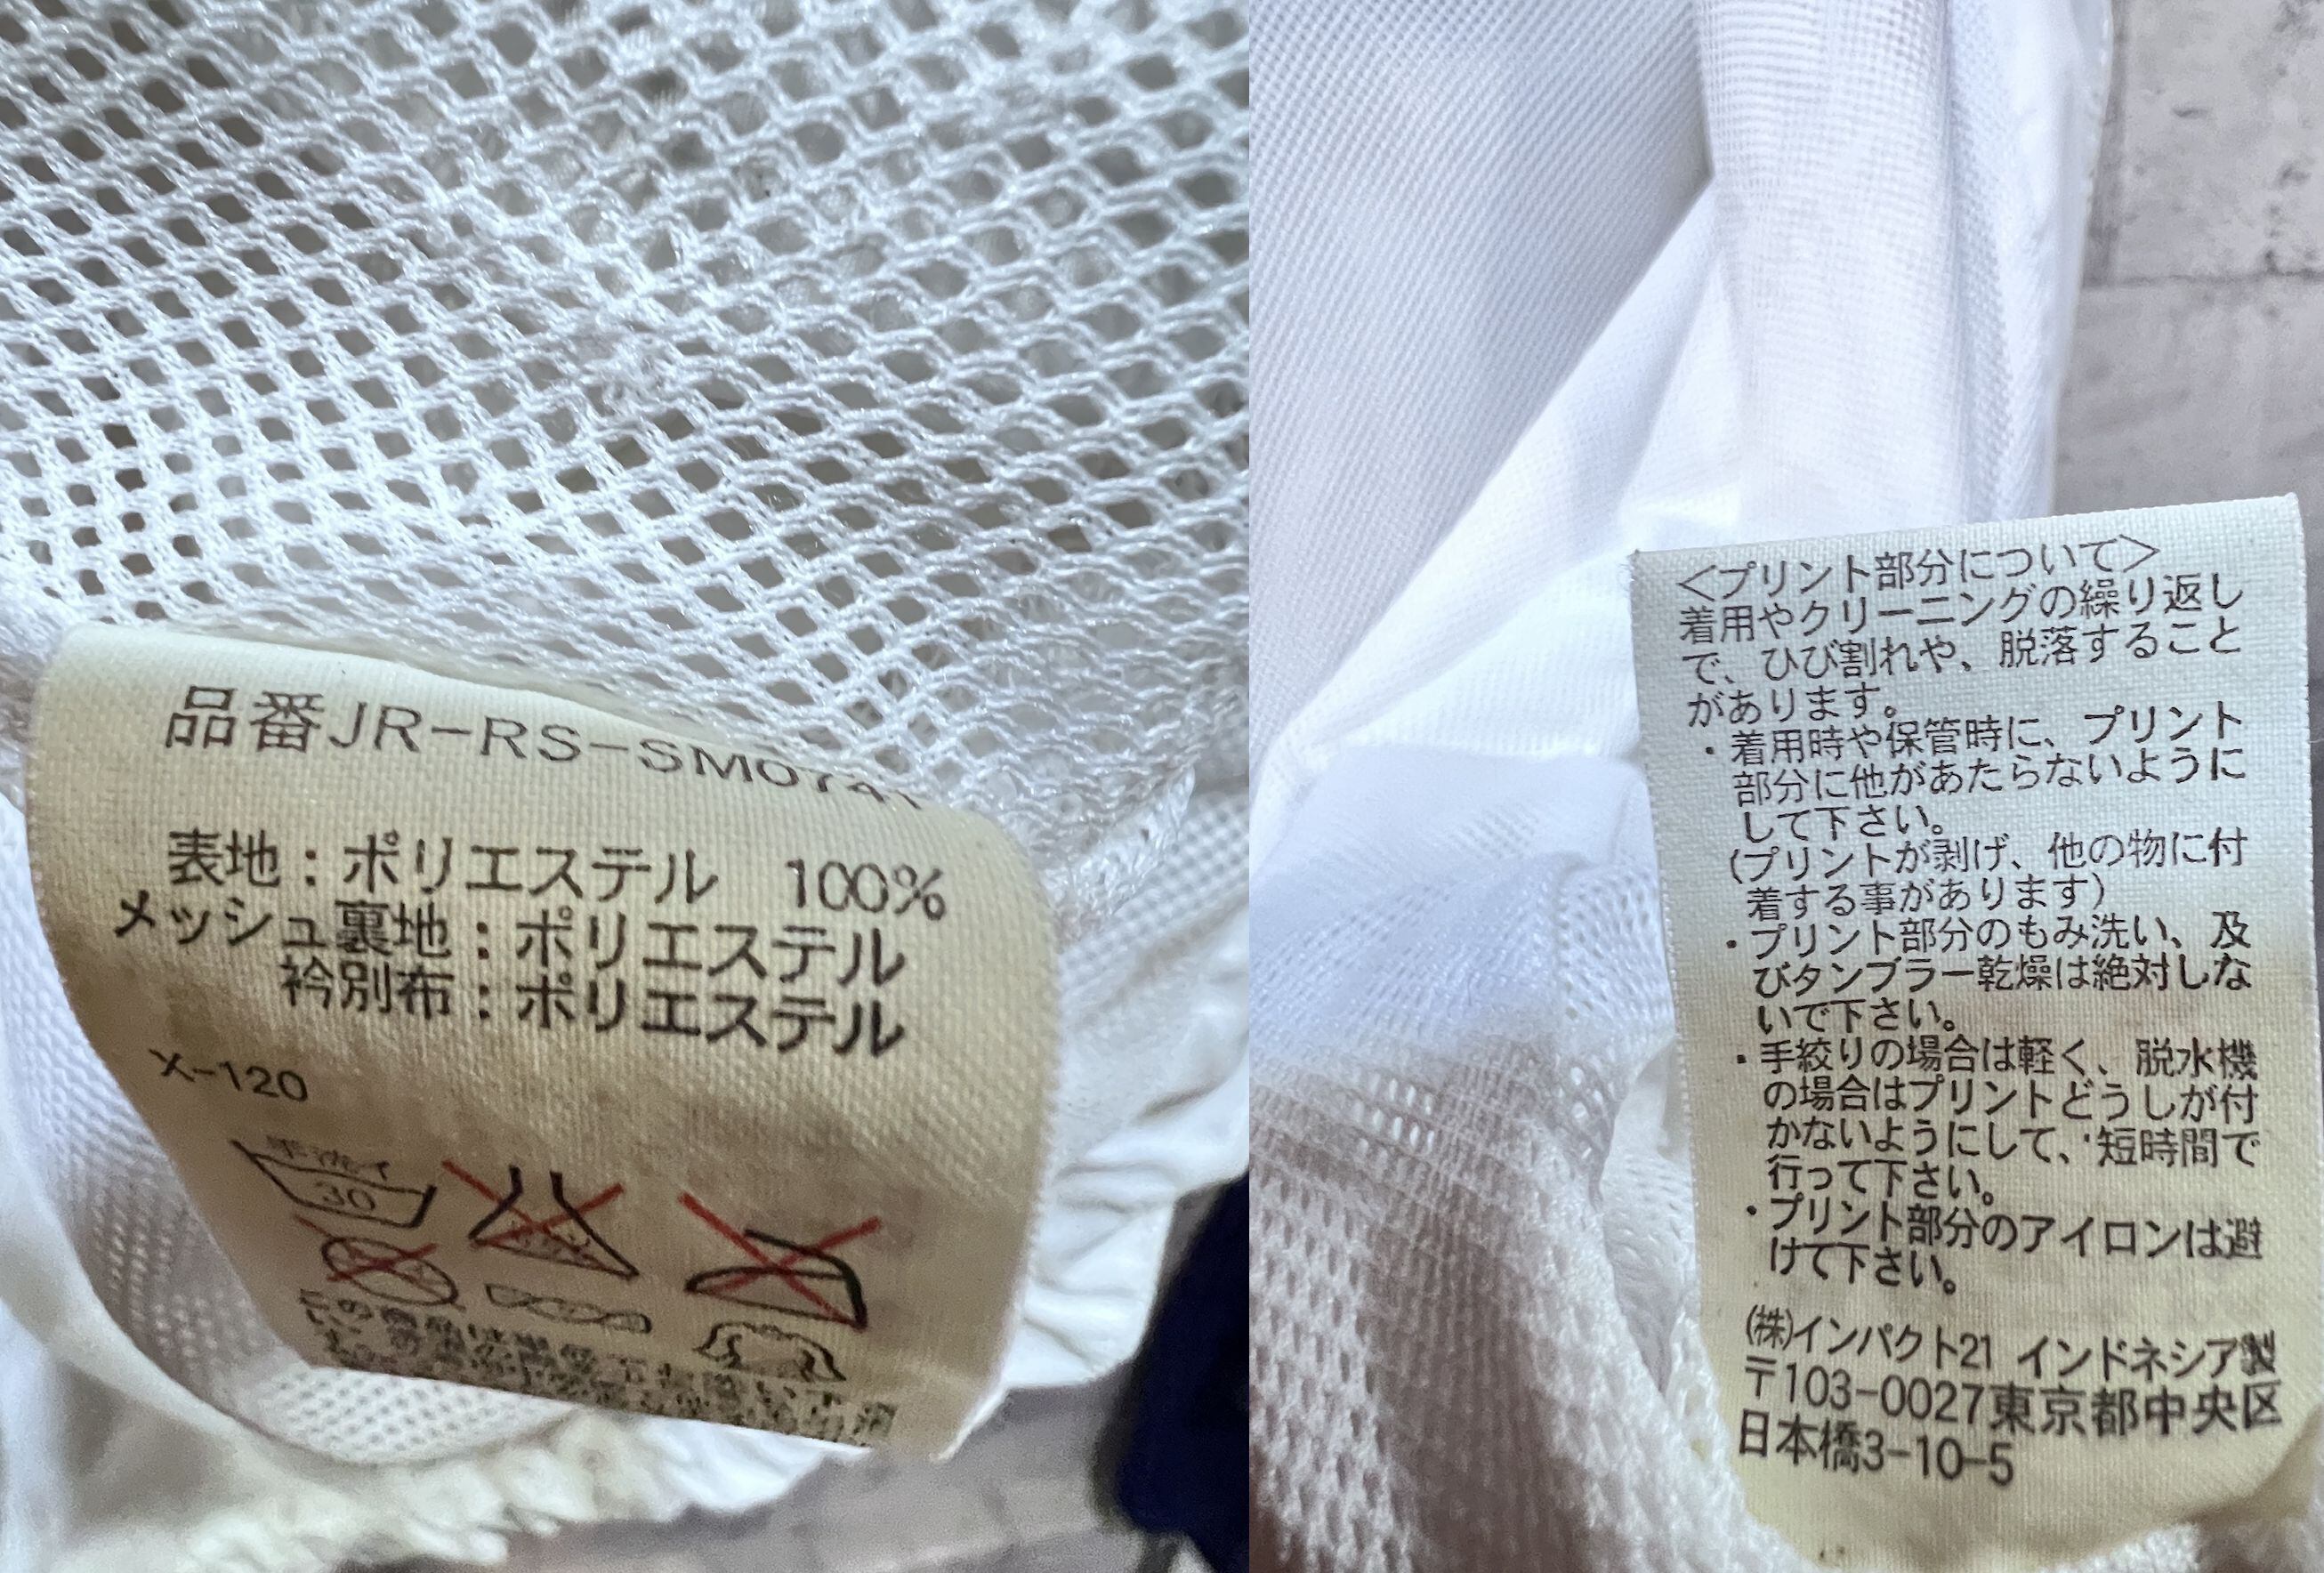 品番JR-RS-SM0741
表地：ポリエステル 100%
メッシュ裏地：ポリエステル
衿別布：ポリエステル
X-120
手洗イ
30
<プリント部分について>
着用やクリーニングの繰り返し
で、ひび割れや、脱落すること
があります。
・着用時や保管時に、プリント
部分に他があたらないように
して下さい。
(プリントが剥げ、他の物に付
着する事があります)
・プリント部分のもみ洗い、及
びタンブラー乾燥は絶対しな
いで下さい。
・手絞りの場合は軽く、脱水機
の場合はプリントどうしが付
かないようにして、短時間で
行って下さい。
・プリント部分のアイロンは避
けて下さい。
㈱インパクト21 インドネシア製
〒103-0027東京都中央区
日本橋3-10-5